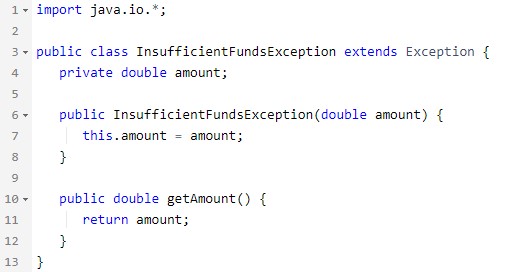 1 import java.io.*;
2
3 public class InsufficientFundsException extends Exception {
4    private double amount;
5
6    public InsufficientFundsException(double amount) {
7       this.amount = amount;
8    }
9
10    public double getAmount() {
11       return amount;
12    }
13 }